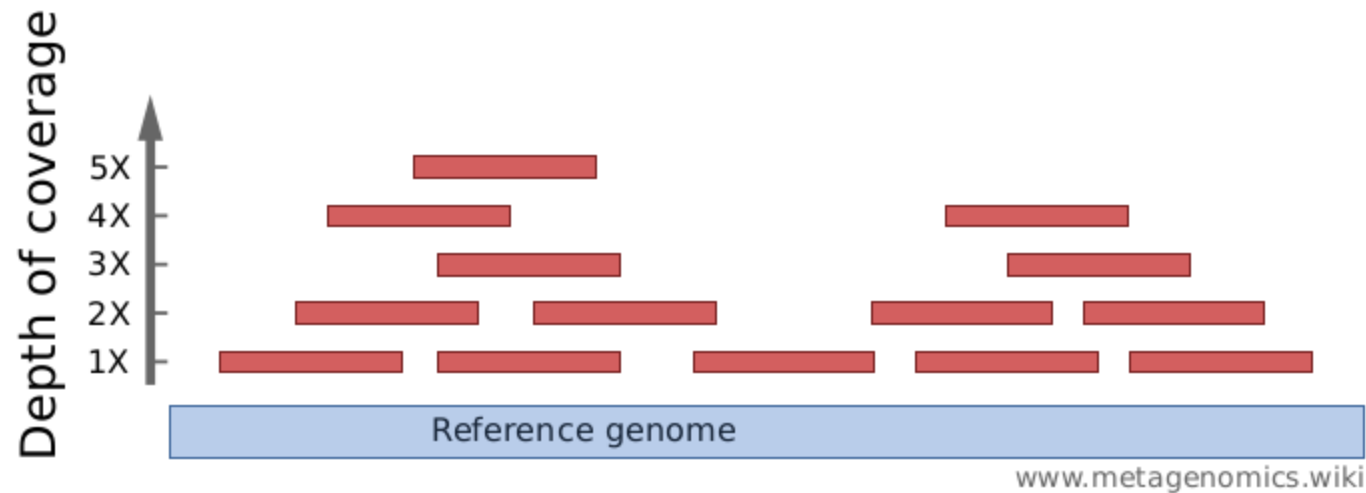 Depth of coverage
5X
4X
3X
2X
1X
Reference genome
www.metagenomics.wiki